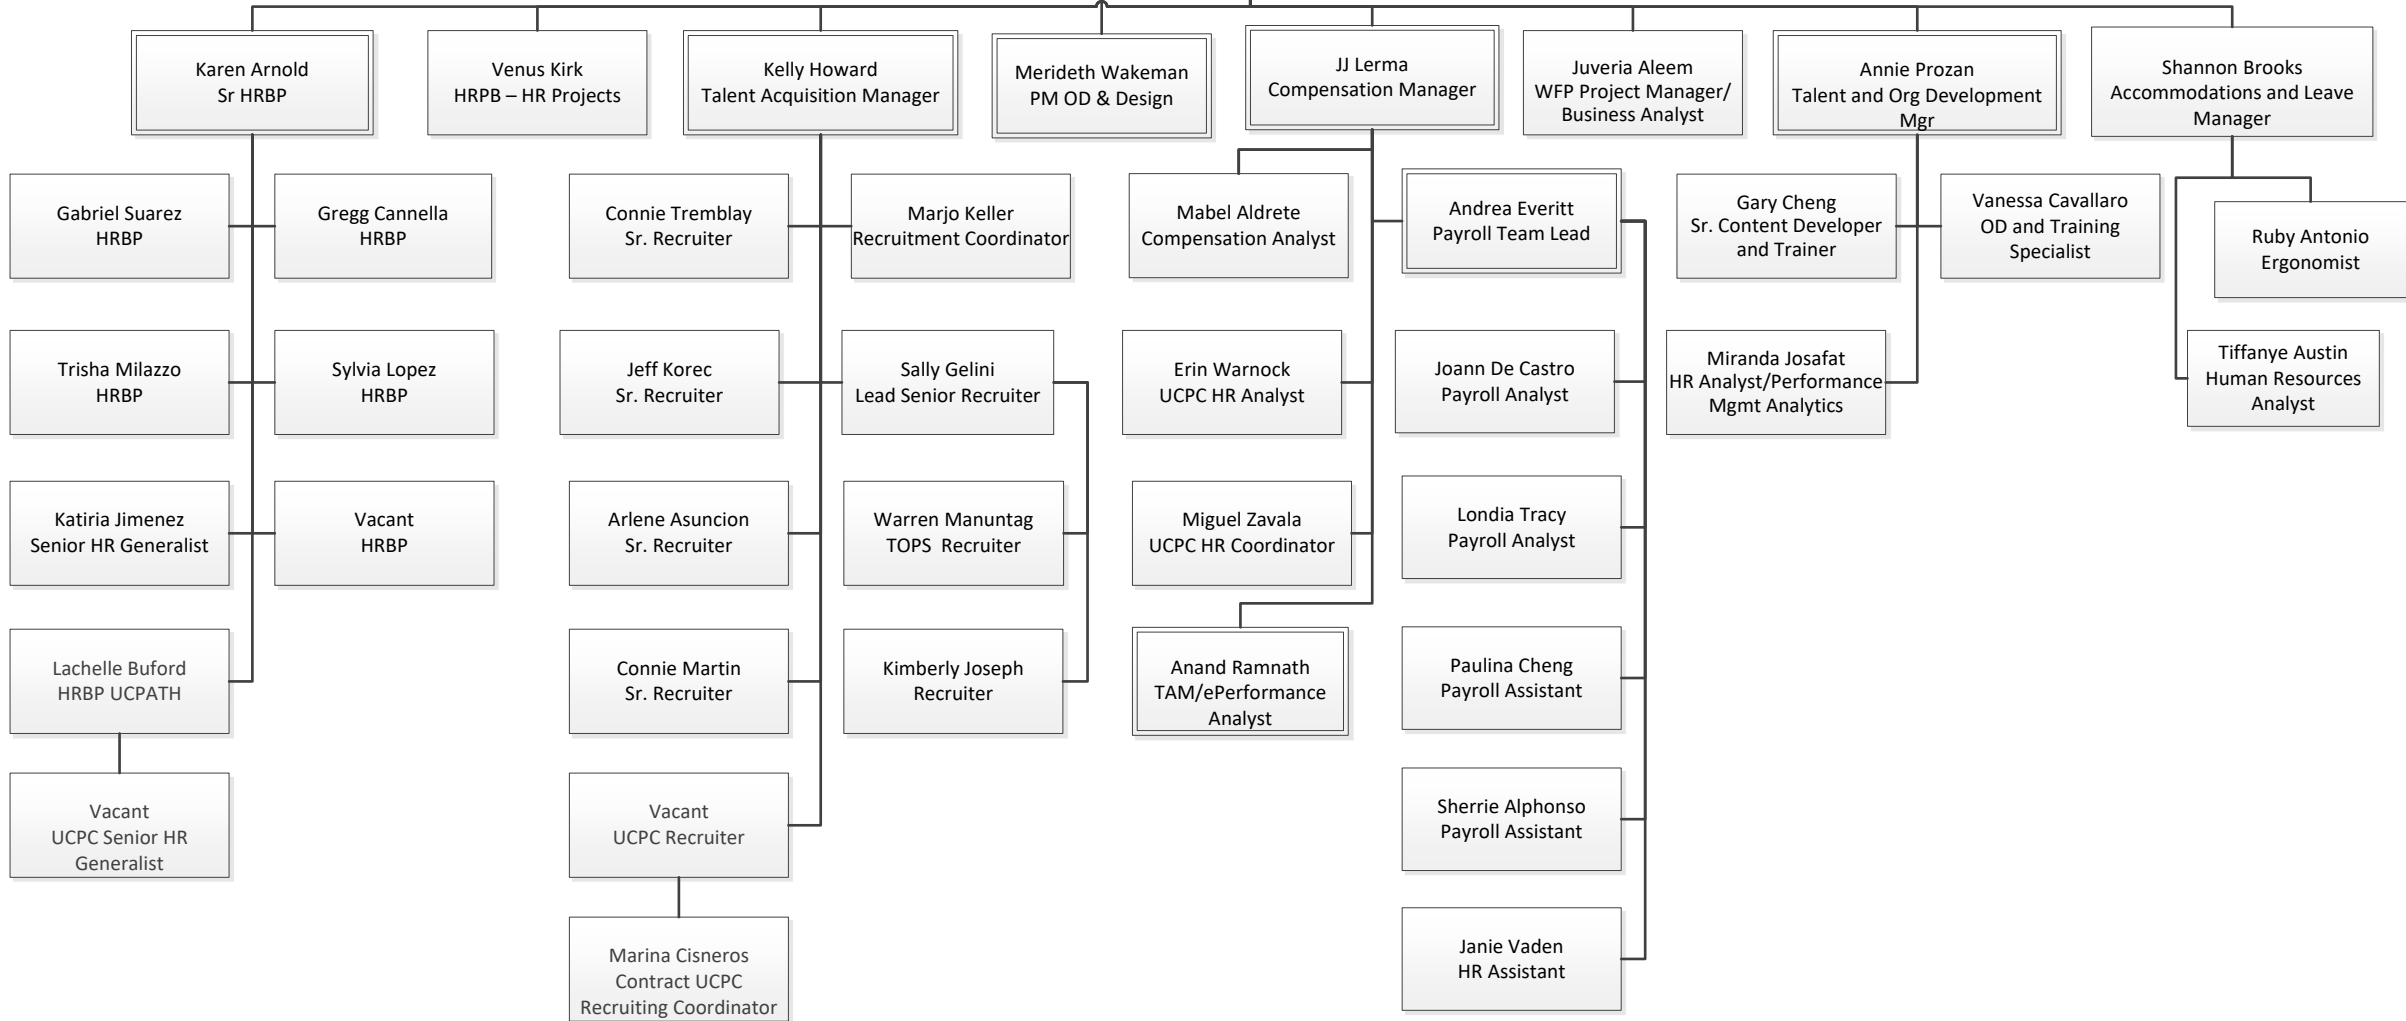 Karen Arnold
Sr HRBP
Venus Kirk
HRPB – HR Projects
Kelly Howard
Talent Acquisition Manager
Merideth Wakeman
PM OD & Design
JJ Lerma
Compensation Manager
Juveria Aleem
WFP Project Manager/
Business Analyst
Annie Prozan
Talent and Org Development
Mgr
Shannon Brooks
Accommodations and Leave
Manager
Gabriel Suarez
HRBP
Gregg Cannella
HRBP
Connie Tremblay
Sr. Recruiter
Marjo Keller
Recruitment Coordinator
Mabel Aldrete
Compensation Analyst
Andrea Everitt
Payroll Team Lead
Gary Cheng
Sr. Content Developer
and Trainer
Vanessa Cavallaro
OD and Training
Specialist
Ruby Antonio
Ergonomist
Trisha Milazzo
HRBP
Sylvia Lopez
HRBP
Jeff Korec
Sr. Recruiter
Sally Gelini
Lead Senior Recruiter
Erin Warnock
UCPC HR Analyst
Joann De Castro
Payroll Analyst
Miranda Josafat
HR Analyst/Performance
Mgmt Analytics
Tiffanye Austin
Human Resources
Analyst
Katiria Jimenez
Senior HR Generalist
Vacant
HRBP
Arlene Asuncion
Sr. Recruiter
Warren Manuntag
TOPS  Recruiter
Miguel Zavala
UCPC HR Coordinator
Londia Tracy
Payroll Analyst
Lachelle Buford
HRBP UCPATH
Connie Martin
Sr. Recruiter
Kimberly Joseph
Recruiter
Anand Ramnath
TAM/ePerformance
Analyst
Paulina Cheng
Payroll Assistant
Vacant
UCPC Senior HR
Generalist
Vacant
UCPC Recruiter
Sherrie Alphonso
Payroll Assistant
Marina Cisneros
Contract UCPC
Recruiting Coordinator
Janie Vaden
HR Assistant